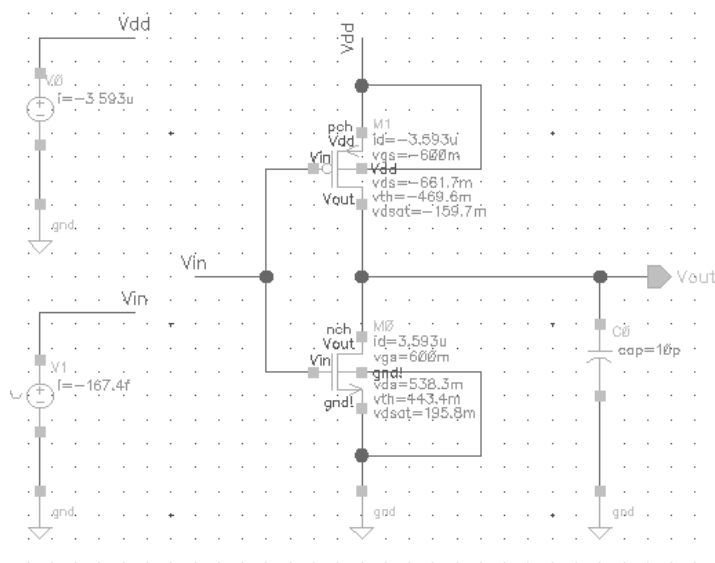 Vdd
Vdd
V0
i=-3.593u
gnd
pch
M1
id=-3.593u
Vdd
vgs=-600m
Vin
Vdd
vds=-661.7m
Vout
vth=-469.6m
vdsat=-159.7m
Vin
Vout
Vin
V1
i=-167.4f
gnd
nch
M0
Vout
id=3.593u
Vin
vgs=600m
gnd!
vds=538.3m
gnd!
vth=443.4m
vdsat=195.8m
gnd
C0
cap=10p
gnd